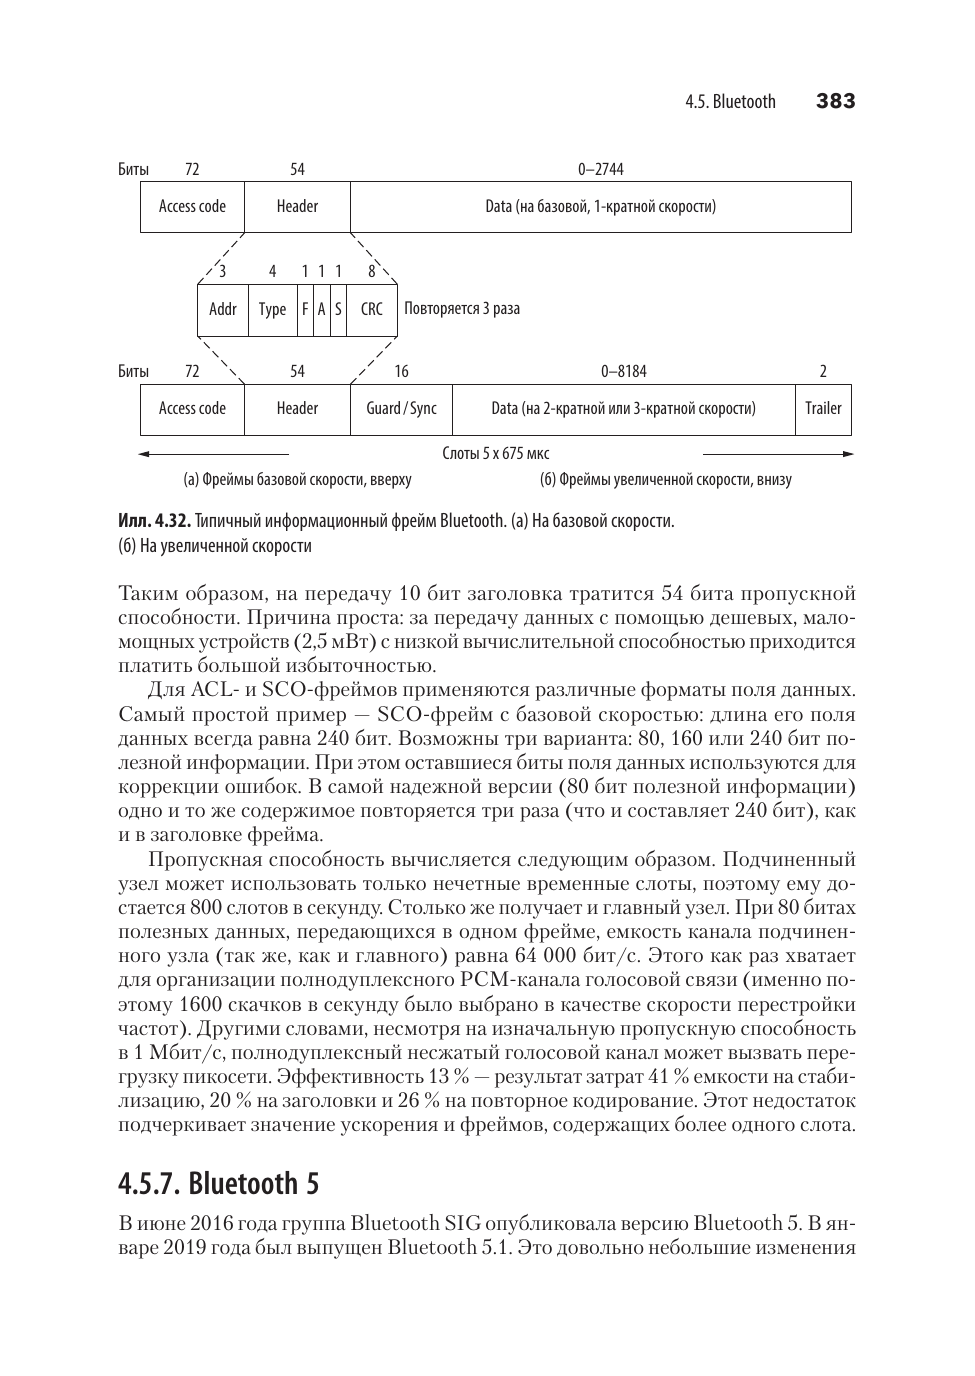 4.5. Bluetooth 383
Биты 72 54 0–2744
Access code Header Data (на базовой, 1-кратной скорости)
3 4 1 1 1 8
Addr Type F A S CRC Повторяется 3 раза
Биты 72 54 16 0–8184 2
Access code Header Guard / Sync Data (на 2-кратной или 3-кратной скорости) Trailer
Слоты 5 x 675 мкс
(а) Фреймы базовой скорости, вверху (б) Фреймы увеличенной скорости, внизу
Илл. 4.32. Типичный информационный фрейм Bluetooth. (а) На базовой скорости.
(б) На увеличенной скорости
Таким образом, на передачу 10 бит заголовка тратится 54 бита пропускной
способности. Причина проста: за передачу данных с помощью дешевых, мало-
мощных устройств (2,5 мВт) с низкой вычислительной способностью приходится
платить большой избыточностью.
Для ACL- и SCO-фреймов применяются различные форматы поля данных.
Самый простой пример — SCO-фрейм с базовой скоростью: длина его поля
данных всегда равна 240 бит. Возможны три варианта: 80, 160 или 240 бит по-
лезной информации. При этом оставшиеся биты поля данных используются для
коррекции ошибок. В самой надежной версии (80 бит полезной информации)
одно и то же содержимое повторяется три раза (что и составляет 240 бит), как
и в заголовке фрейма.
Пропускная способность вычисляется следующим образом. Подчиненный
узел может использовать только нечетные временные слоты, поэтому ему до-
стается 800 слотов в секунду. Столько же получает и главный узел. При 80 битах
полезных данных, передающихся в одном фрейме, емкость канала подчинен-
ного узла (так же, как и главного) равна 64 000 бит/с. Этого как раз хватает
для организации полнодуплексного PCM-канала голосовой связи (именно по-
этому 1600 скачков в секунду было выбрано в качестве скорости перестройки
частот). Другими словами, несмотря на изначальную пропускную способность
в 1 Мбит/с, полнодуплексный несжатый голосовой канал может вызвать пере-
грузку пикосети. Эффективность 13 % — результат затрат 41 % емкости на стаби-
лизацию, 20 % на заголовки и 26 % на повторное кодирование. Этот недостаток
подчеркивает значение ускорения и фреймов, содержащих более одного слота.
4.5.7. Bluetooth 5
В июне 2016 года группа Bluetooth SIG опубликовала версию Bluetooth 5. В ян-
варе 2019 года был выпущен Bluetooth 5.1. Это довольно небольшие изменения